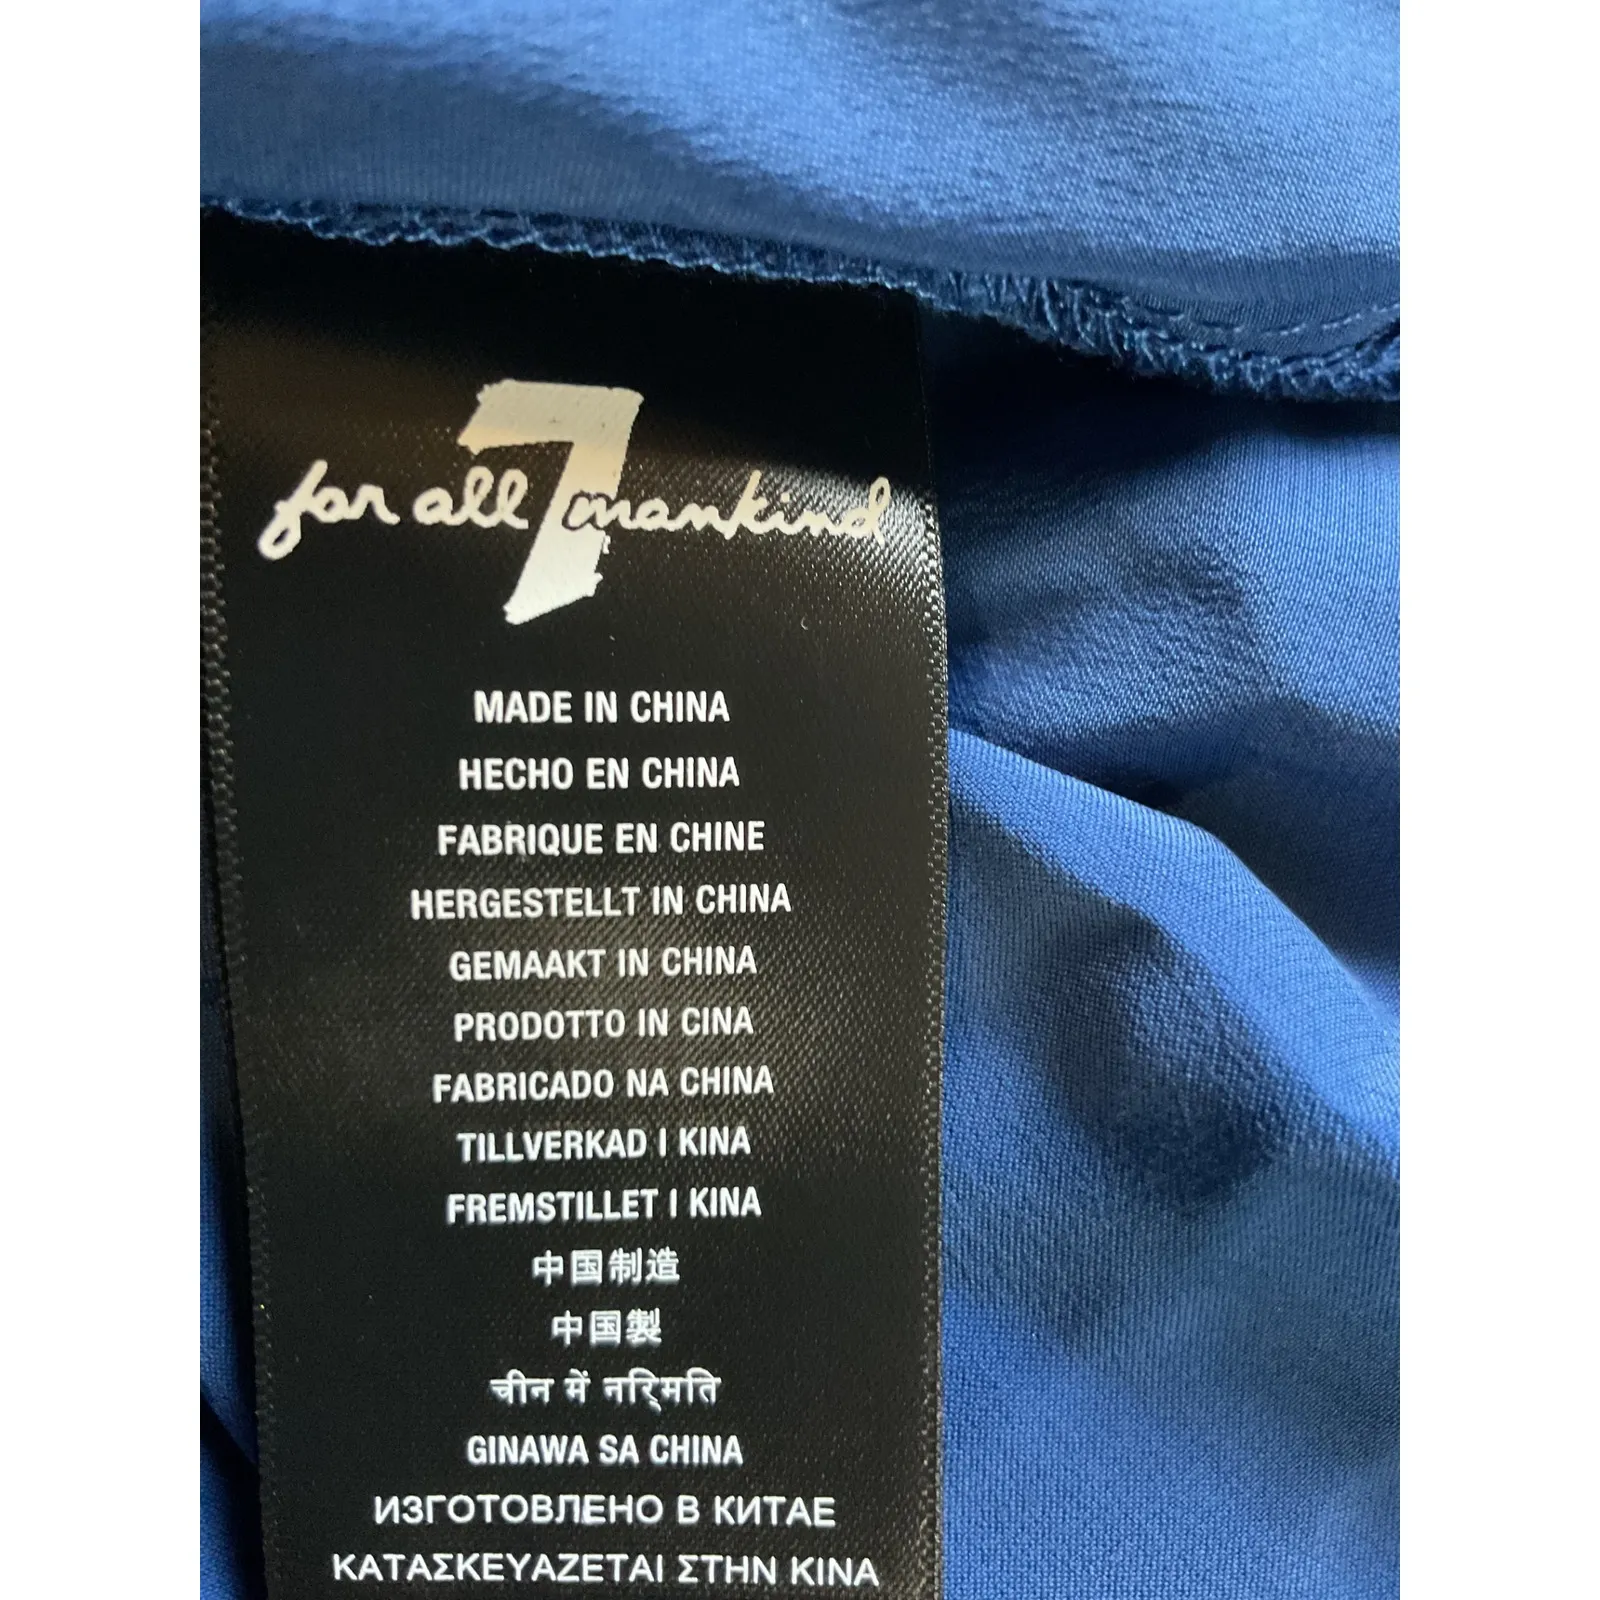 for all 7 mankind
MADE IN CHINA
HECHO EN CHINA
FABRIQUE EN CHINE
HERGESTELLT IN CHINA
GEMAAKT IN CHINA
PRODOTTO IN CINA
FABRICADO NA CHINA
TILLVERKAD I KINA
FREMSTILLET I KINA
中国制造
中国製
चीन में नरि्मति
GINAWA SA CHINA
ИЗГОТОВЛЕНО В КИТАЕ
ΚΑΤΑΣΚΕΥΑΖΕΤΑΙ ΣΤΗΝ ΚΙΝΑ